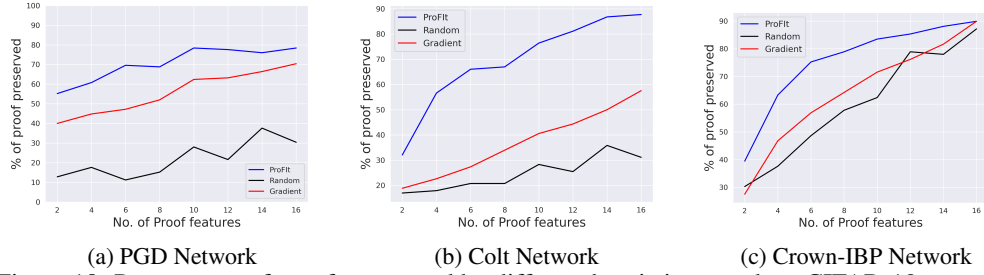 100
90
80
70
60
50
40
30
20
10
0
% of proof preserved
ProFIt
Random
Gradient
2 4 6 8 10 12 14 16
No. of Proof features
(a) PGD Network
90
80
70
60
50
40
30
20
% of proof preserved
ProFIt
Random
Gradient
2 4 6 8 10 12 14 16
No. of Proof features
(b) Colt Network
90
80
70
60
50
40
30
% of proof preserved
ProFIt
Random
Gradient
2 4 6 8 10 12 14 16
No. of Proof features
(c) Crown-IBP Network